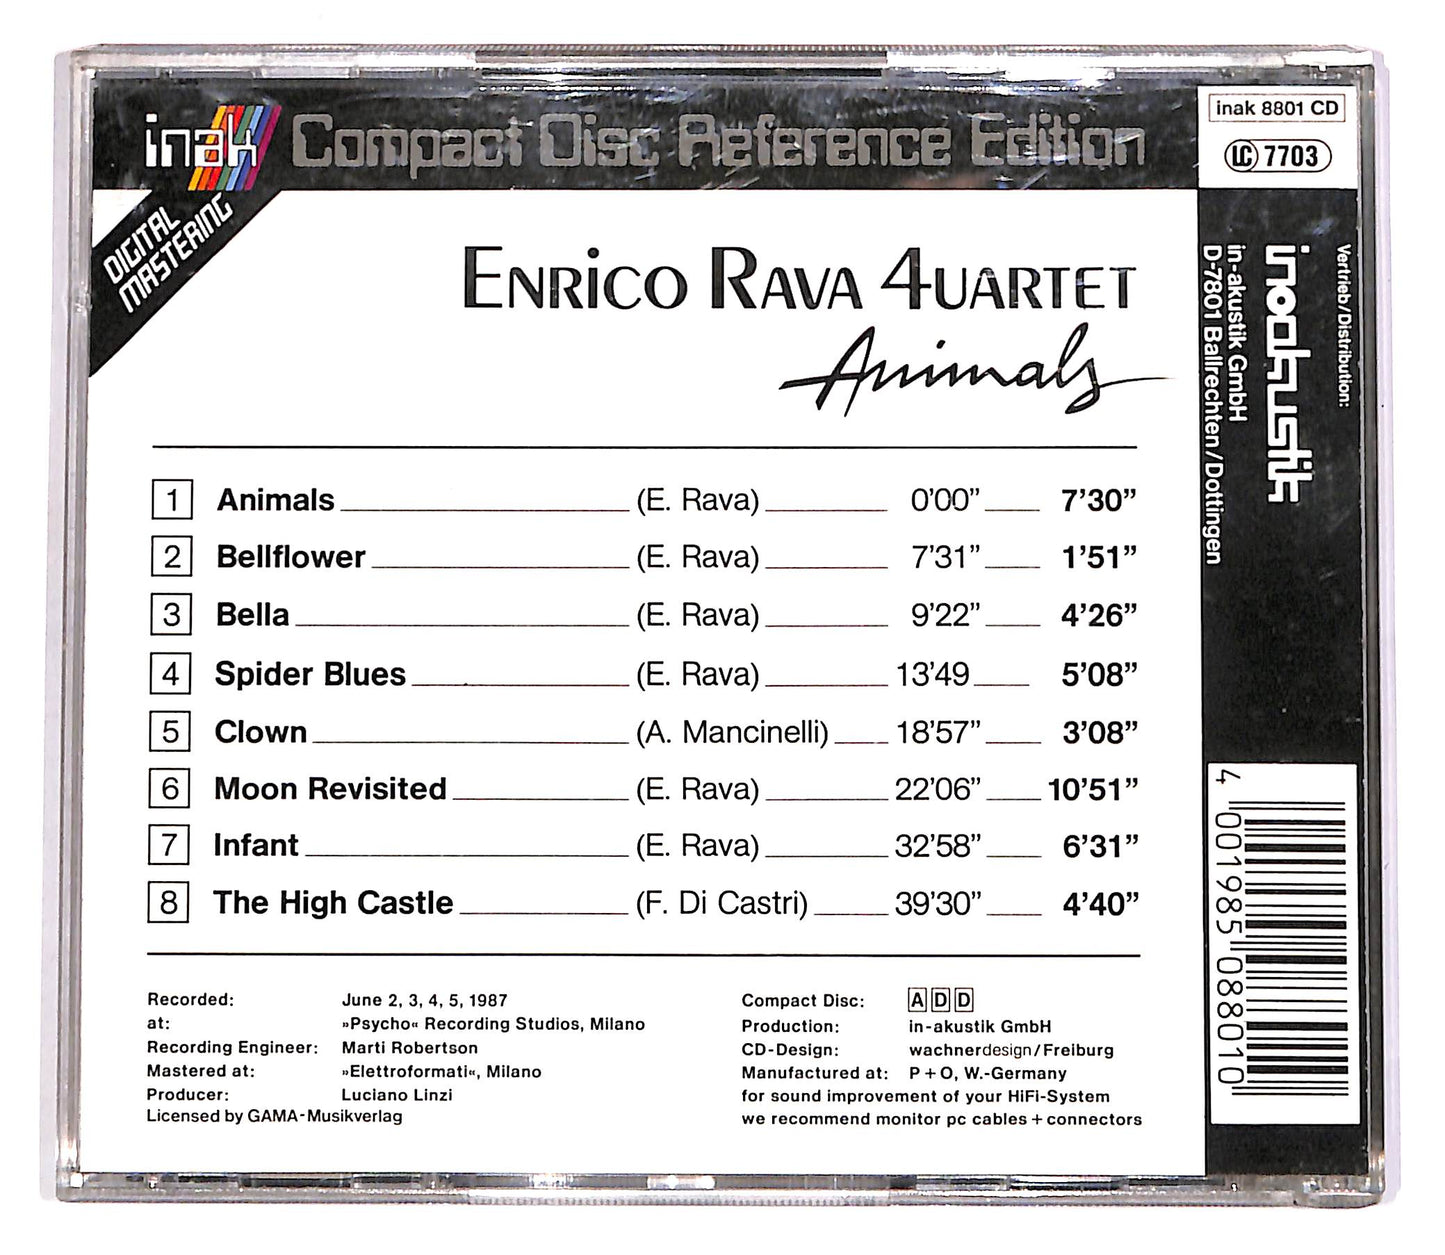 inak Compact Disc Reference Edition
inak 8801 CD
LC 7703
DIGITAL
MASTERING
ENRiCO RAVA 4UARTET
Animals
1 Animals (E. Rava) 0'00” 7'30”
2 Bellflower (E. Rava) 7'31” 1'51”
3 Bella (E. Rava) 9'22” 4'26”
4 Spider Blues (E. Rava) 13'49 5'08”
5 Clown (A. Mancinelli) 18'57” 3'08”
6 Moon Revisited (E. Rava) 22'06” 10'51”
7 Infant (E. Rava) 32'58” 6'31”
8 The High Castle (F. Di Castri) 39'30” 4'40”
Recorded: June 2, 3, 4, 5, 1987
at: »Psycho« Recording Studios, Milano
Recording Engineer: Marti Robertson
Mastered at: »Elettroformati«, Milano
Producer: Luciano Linzi
Licensed by GAMA-Musikverlag
Compact Disc: ADD
Production: in-akustik GmbH
CD-Design: wachnerdesign/Freiburg
Manufactured at: P+O, W.-Germany
for sound improvement of your HiFi-System
we recommend monitor pc cables+connectors
Vertrieb/Distribution:
inakustik
in-akustik GmbH
D-7801 Ballrechten/Dottingen
4 001985 088010